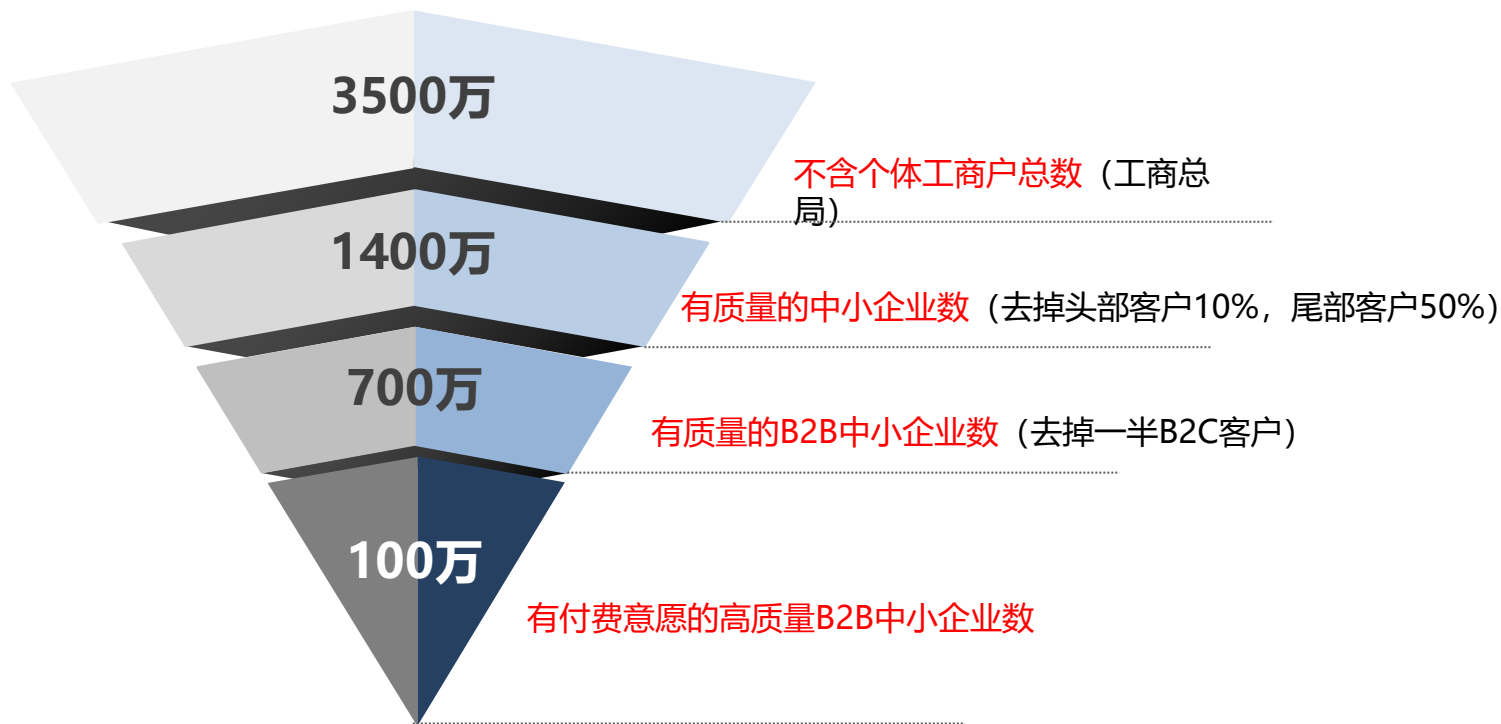 3500万
不含个体工商户总数（工商总
局）
1400万
有质量的中小企业数（去掉头部客户10%，尾部客户50%）
700万
有质量的B2B中小企业数（去掉一半B2C客户）
100万
有付费意愿的高质量B2B中小企业数